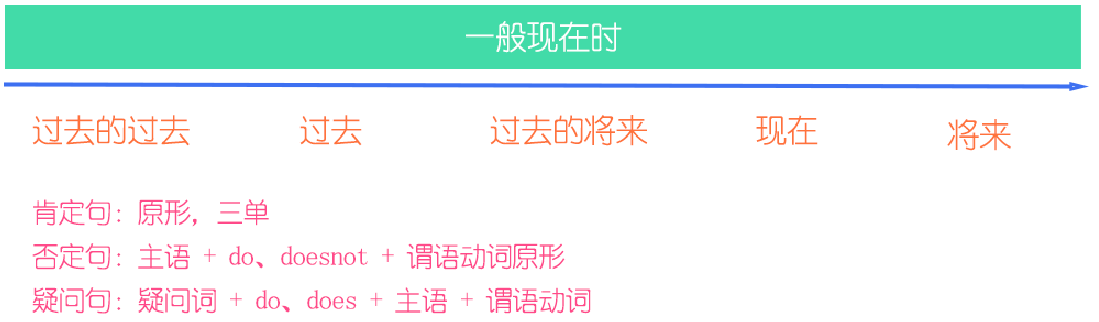 一般现在时
过去的过去 过去 过去的将来 现在 将来
肯定句: 原形, 三单
否定句: 主语 + do、doesnot + 谓语动词原形
疑问句: 疑问词 + do、does + 主语 + 谓语动词